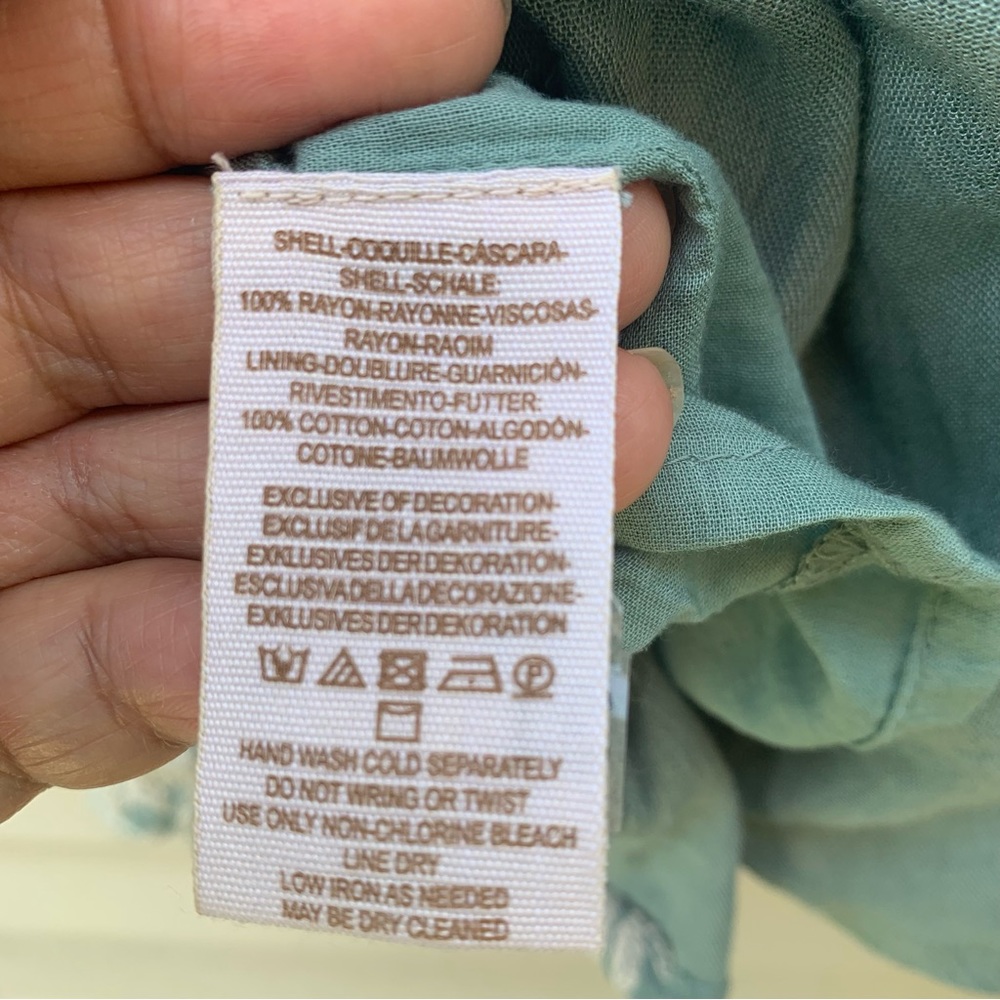 SHELL-COQUILLE-CÁSCARA-
SHELL-SCHALE:
100% RAYON-RAYONNE-VISCOSAS-
RAYON-RAOIM
LINING-DOUBLURE-GUARNICIÓN-
RIVESTIMENTO-FUTTER:
100% COTTON-COTON-ALGODÓN-
COTONE-BAUMWOLLE
EXCLUSIVE OF DECORATION-
EXCLUSIF DE LA GARNITURE-
EXKLUSIVES DER DEKORATION-
ESCLUSIVA DELLA DECORAZIONE-
EXKLUSIVES DER DEKORATION
P
HAND WASH COLD SEPARATELY
DO NOT WRING OR TWIST
USE ONLY NON-CHLORINE BLEACH
LINE DRY
LOW IRON AS NEEDED
MAY BE DRY CLEANED